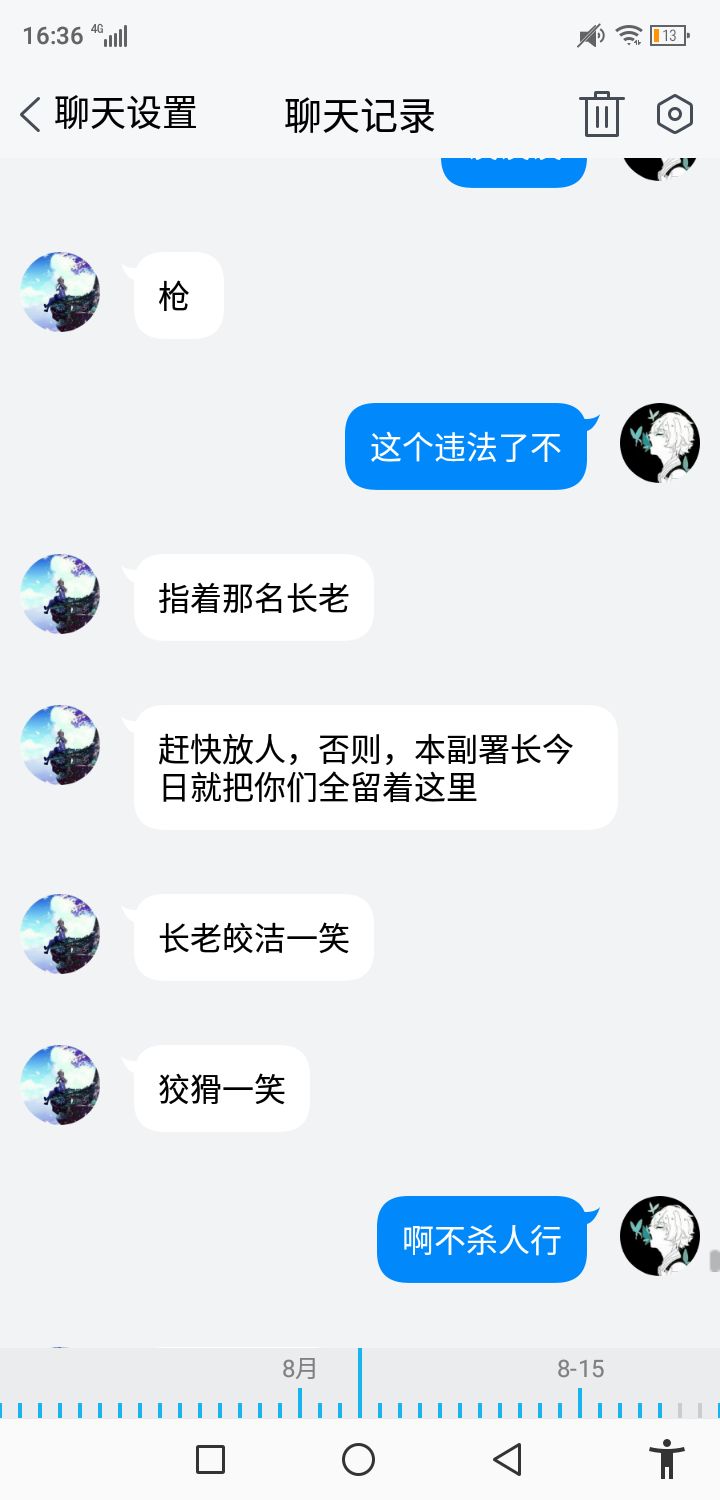 16:36 4G 13
聊天设置 聊天记录
枪
这个违法了不
指着那名长老
赶快放人，否则，本副署长今
日就把你们全留着这里
长老皎洁一笑
狡猾一笑
啊不杀人行
8月 8-15